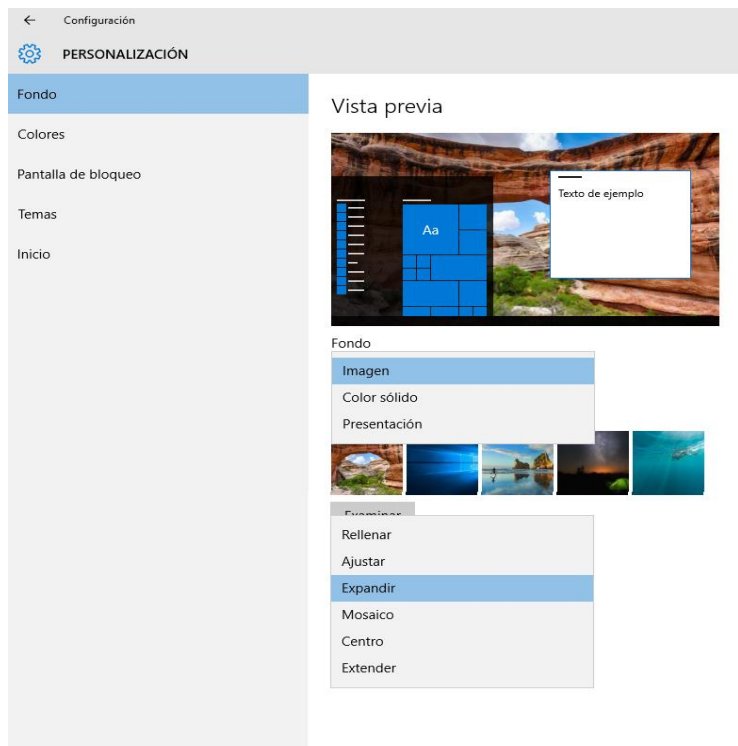 Configuración
PERSONALIZACIÓN
Fondo
Colores
Pantalla de bloqueo
Temas
Inicio
Vista previa
Texto de ejemplo
Aa
Fondo
Imagen
Color sólido
Presentación
Examinar
Rellenar
Ajustar
Expandir
Mosaico
Centro
Extender